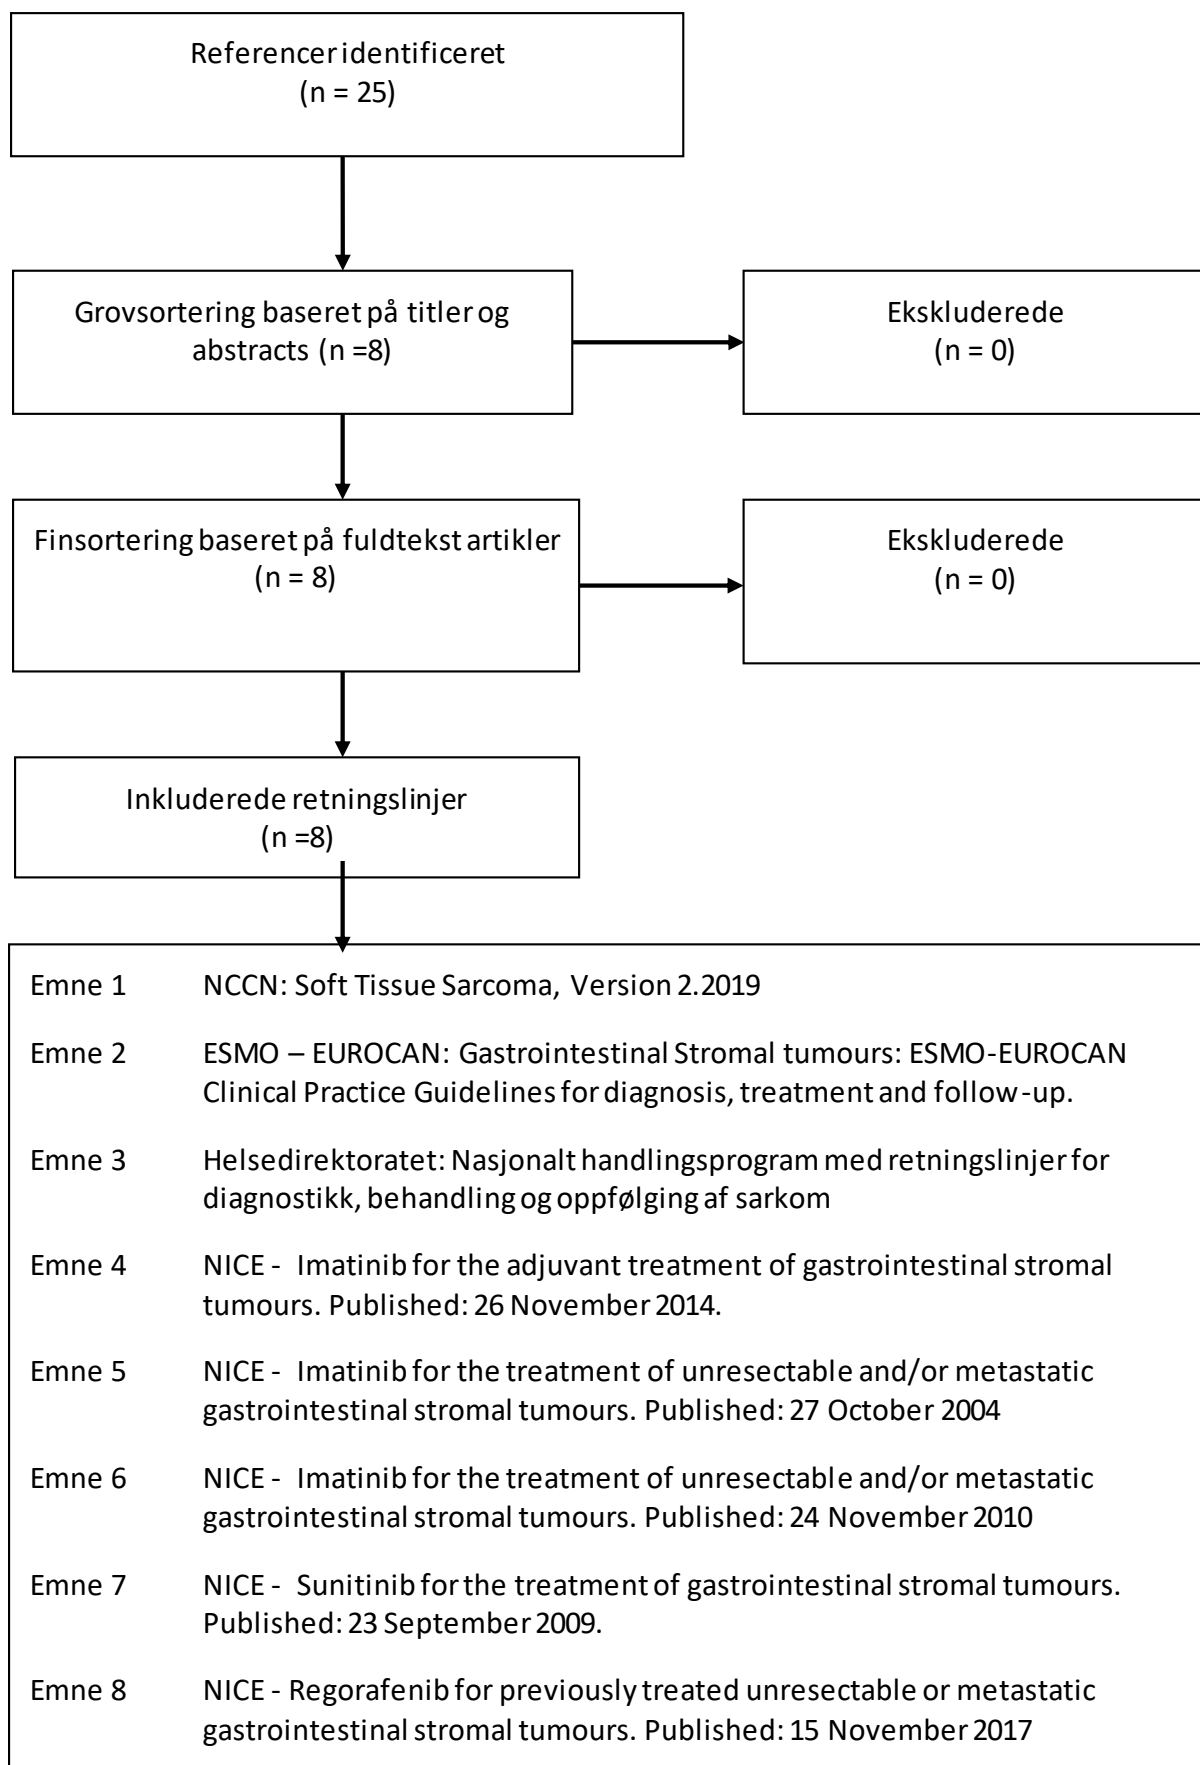 Referencer identificeret
(n = 25)
Grovsortering baseret på titler og
abstracts (n =8)
Ekskluderede
(n = 0)
Finsortering baseret på fuldtekst artikler
(n = 8)
Ekskluderede
(n = 0)
Inkluderede retningslinjer
(n =8)
Emne 1 NCCN: Soft Tissue Sarcoma, Version 2.2019
Emne 2 ESMO – EUROCAN: Gastrointestinal Stromal tumours: ESMO-EUROCAN
Clinical Practice Guidelines for diagnosis, treatment and follow-up.
Emne 3 Helsedirektoratet: Nasjonalt handlingsprogram med retningslinjer for
diagnostikk, behandling og oppfølging af sarkom
Emne 4 NICE - Imatinib for the adjuvant treatment of gastrointestinal stromal
tumours. Published: 26 November 2014.
Emne 5 NICE - Imatinib for the treatment of unresectable and/or metastatic
gastrointestinal stromal tumours. Published: 27 October 2004
Emne 6 NICE - Imatinib for the treatment of unresectable and/or metastatic
gastrointestinal stromal tumours. Published: 24 November 2010
Emne 7 NICE - Sunitinib for the treatment of gastrointestinal stromal tumours.
Published: 23 September 2009.
Emne 8 NICE - Regorafenib for previously treated unresectable or metastatic
gastrointestinal stromal tumours. Published: 15 November 2017